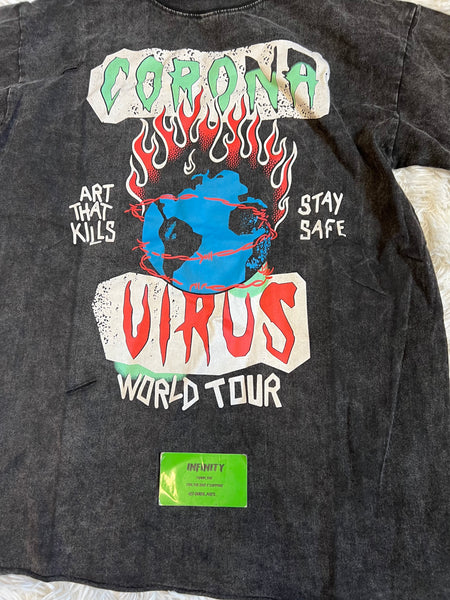 CORONA
ART
THAT
KILLS
STAY
SAFE
VIRUS
WORLD TOUR
INFINITY